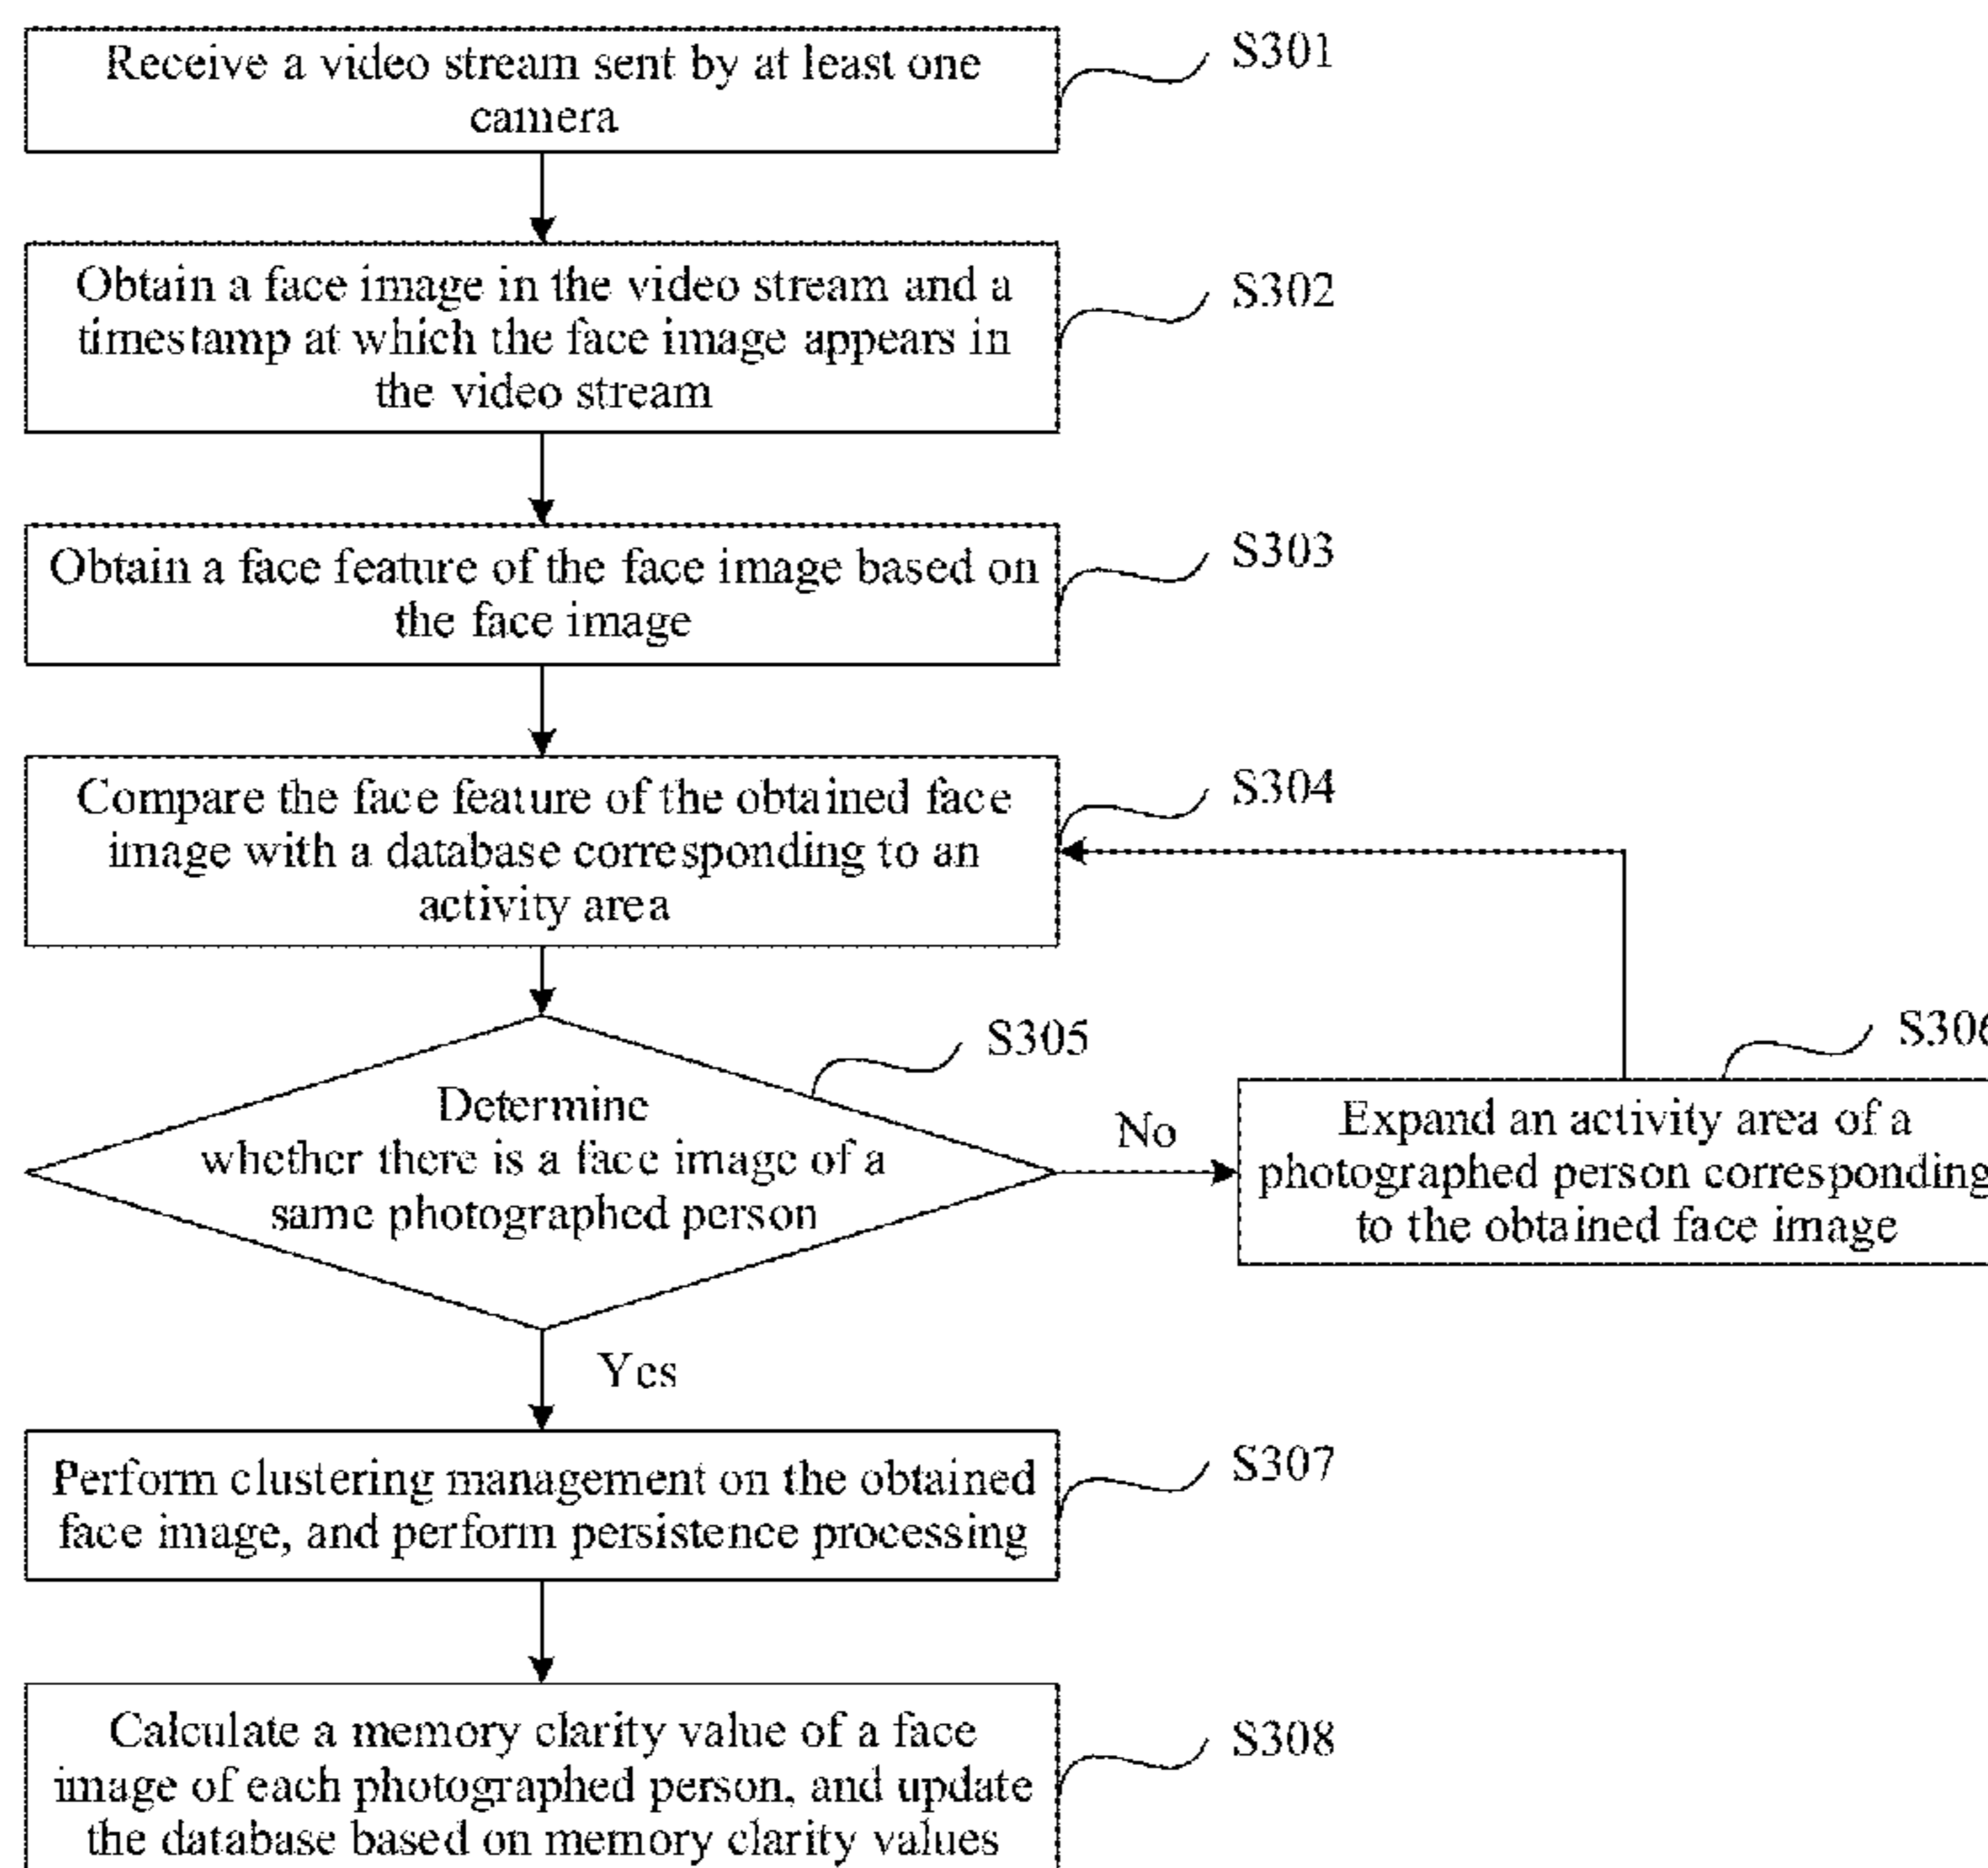 Receive a video stream sent by at least one
camera
S301
Obtain a face image in the video stream and a
timestamp at which the face image appears in
the video stream
S302
Obtain a face feature of the face image based on
the face image
S303
Compare the face feature of the obtained face
image with a database corresponding to an
activity area
S304
Determine
whether there is a face image of a
same photographed person
S305
No
Expand an activity area of a
photographed person corresponding
to the obtained face image
S306
Yes
Perform clustering management on the obtained
face image, and perform persistence processing
S307
Calculate a memory clarity value of a face
image of each photographed person, and update
the database based on memory clarity values
S308